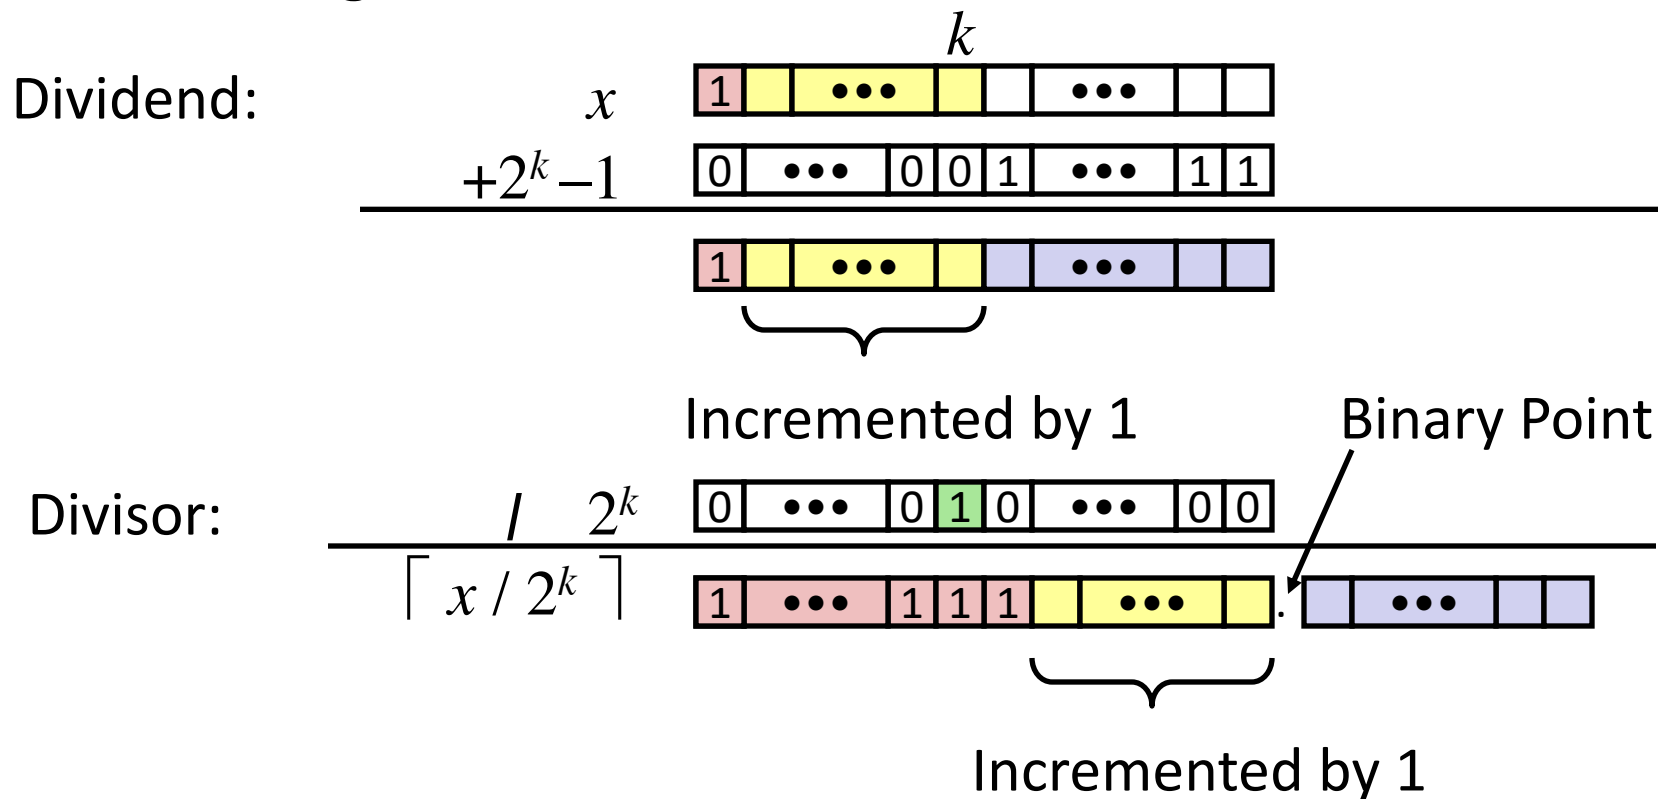 k
Dividend: x 1 ••• •••
+2^k –1 0 ••• 0 0 1 ••• 1 1
1 ••• •••
Incremented by 1 Binary Point
Divisor: / 2^k 0 ••• 0 1 0 ••• 0 0
⌈ x / 2^k ⌉ 1 ••• 1 1 1 ••• . •••
Incremented by 1